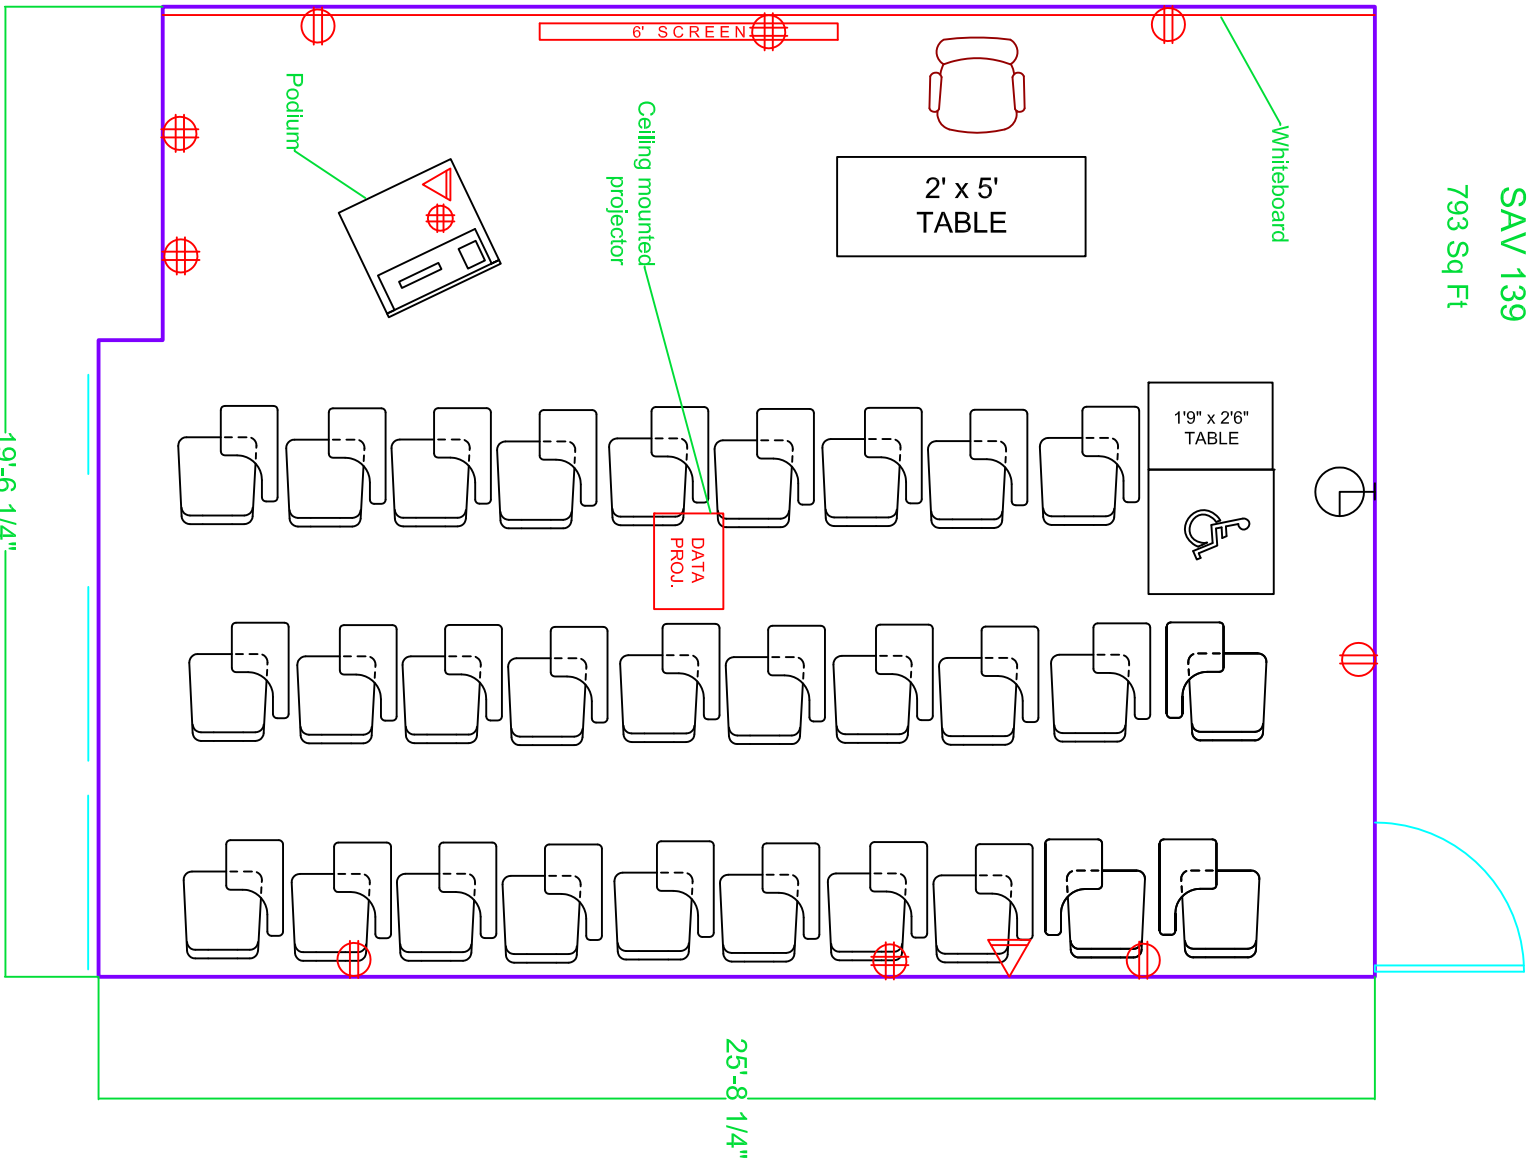 6' SCREEN
Podium
Ceiling mounted
projector
2' x 5'
TABLE
Whiteboard
SAV 139
793 Sq Ft
1'9" x 2'6"
TABLE
DATA
PROJ.
19'-6 1/4"
25'-8 1/4"